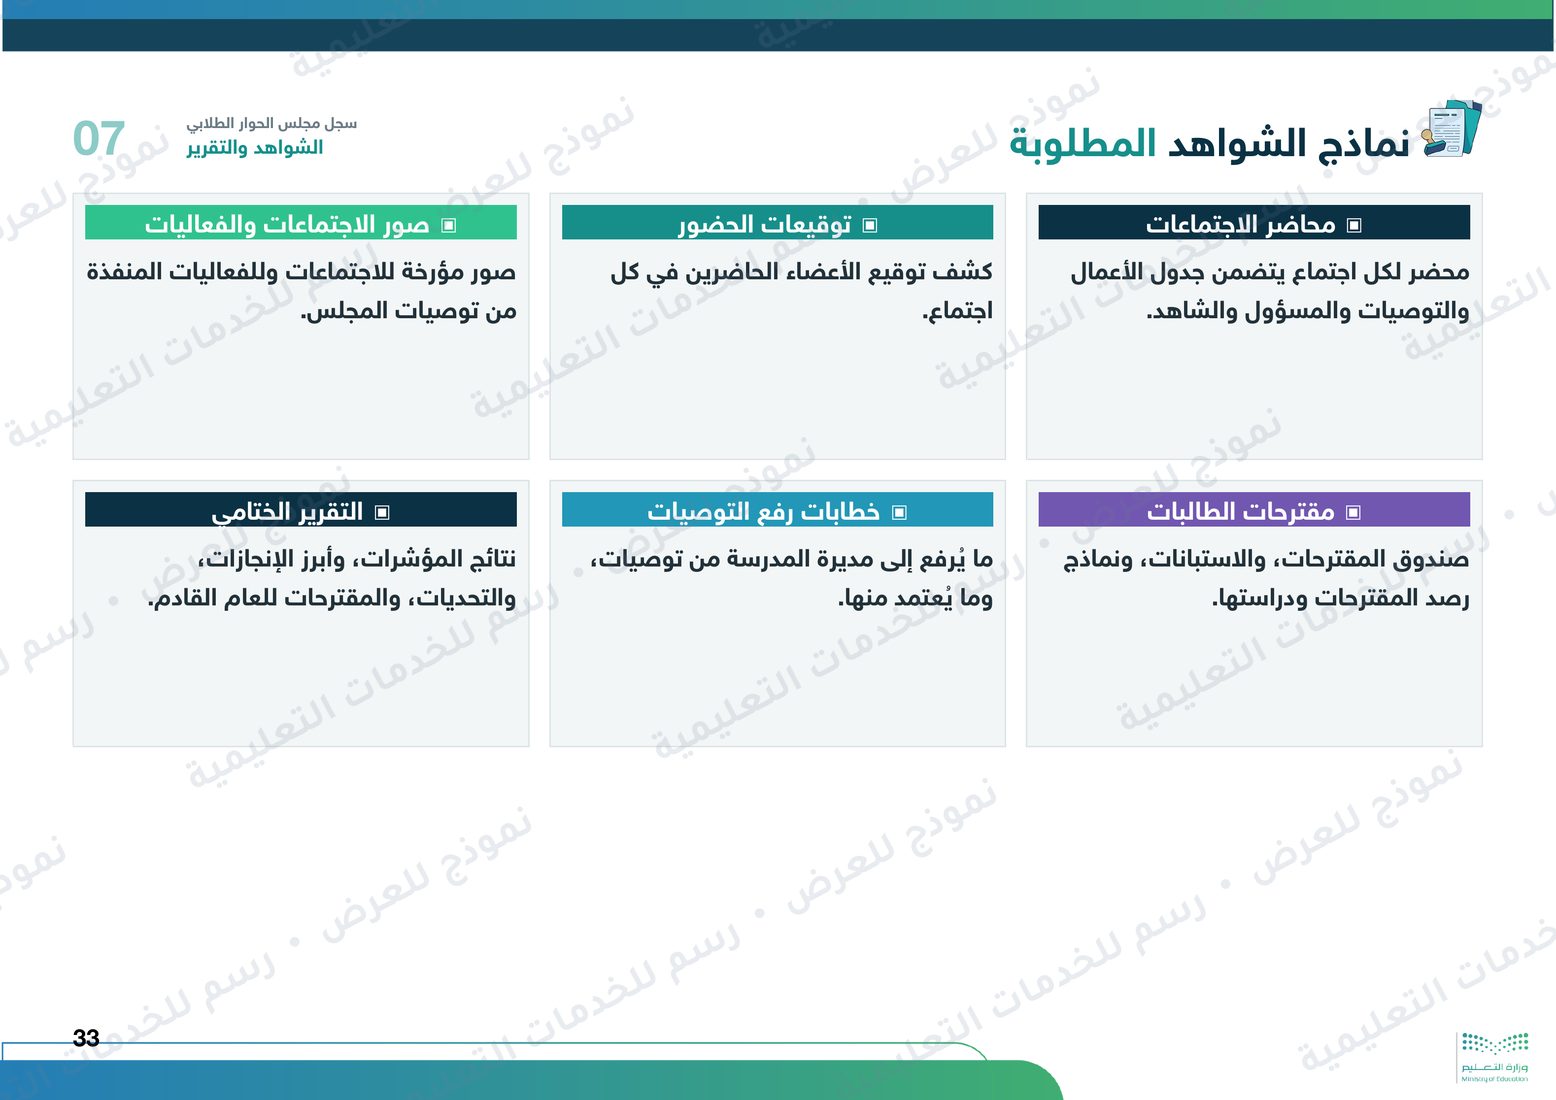 نماذج الشواهد المطلوبة
سجل مجلس الحوار الطلابي
الشواهد والتقرير
07
محاضر الاجتماعات
محضر لكل اجتماع يتضمن جدول الأعمال
والتوصيات والمسؤول والشاهد.
توقيعات الحضور
كشف توقيع الأعضاء الحاضرين في كل
اجتماع.
صور الاجتماعات والفعاليات
صور مؤرخة للاجتماعات وللفعاليات المنفذة
من توصيات المجلس.
مقترحات الطالبات
صندوق المقترحات، والاستبانات، ونماذج
رصد المقترحات ودراستها.
خطابات رفع التوصيات
ما يُرفع إلى مديرة المدرسة من توصيات،
وما يُعتمد منها.
التقرير الختامي
نتائج المؤشرات، وأبرز الإنجازات،
والتحديات، والمقترحات للعام القادم.
33
وزارة التعليم
Ministry of Education
نموذج للعرض • رسم للخدمات التعليمية